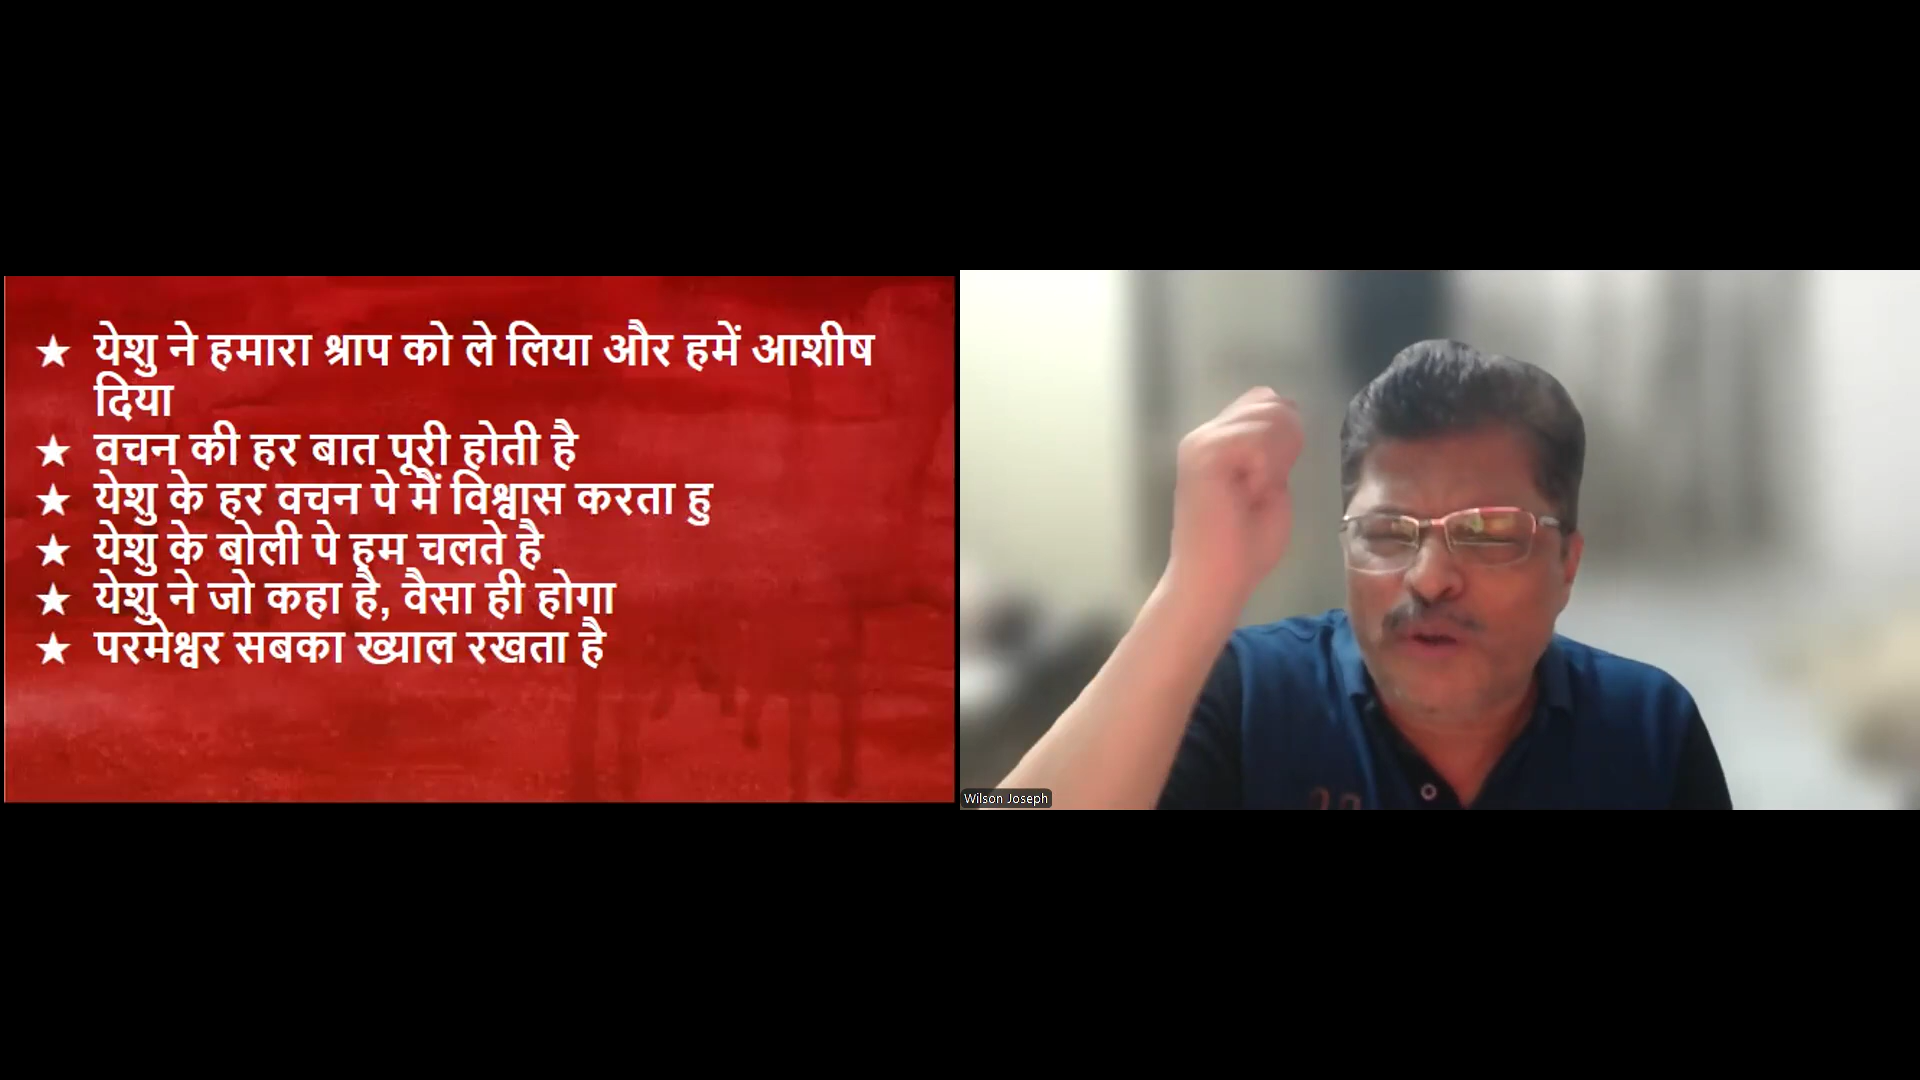 ★ येशु ने हमारा श्राप को ले लिया और हमें आशीष
दिया
★ वचन की हर बात पूरी होती है
★ येशु के हर वचन पे मैं विश्वास करता हु
★ येशु के बोली पे हम चलते है
★ येशु ने जो कहा है, वैसा ही होगा
★ परमेश्वर सबका ख्याल रखता है
Wilson Joseph